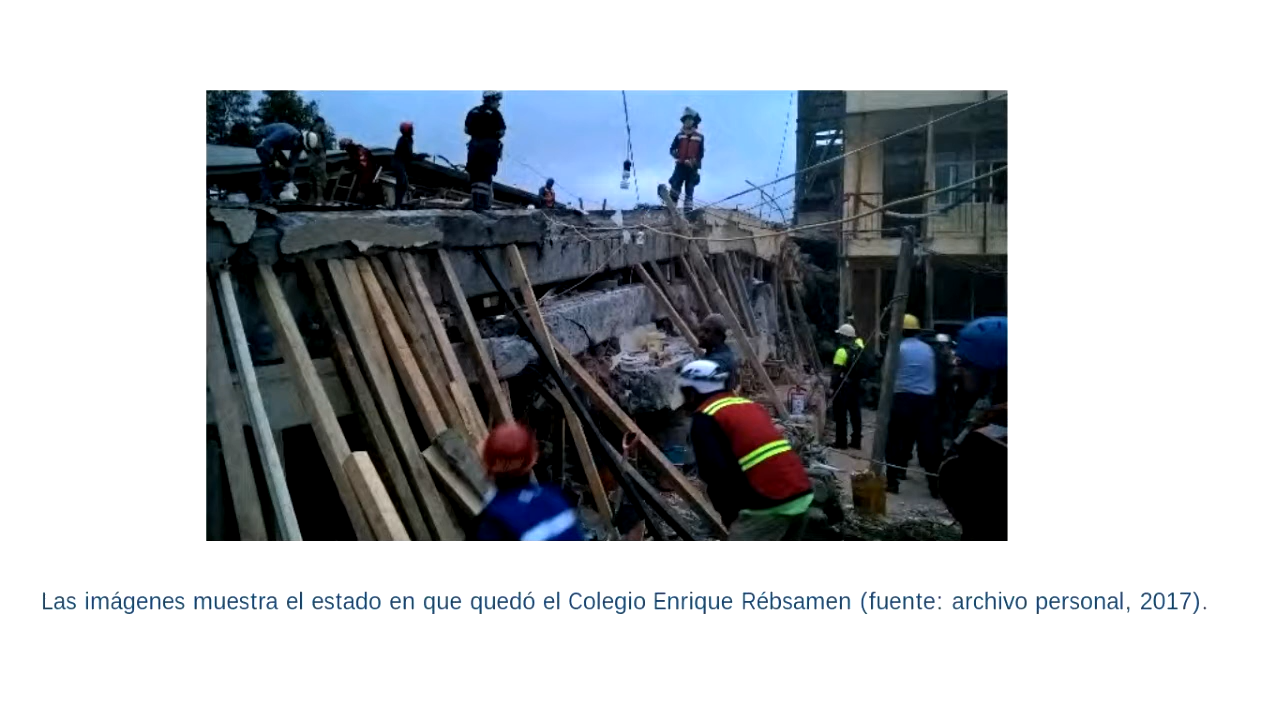 Las imágenes muestra el estado en que quedó el Colegio Enrique Rébsamen (fuente: archivo personal, 2017).